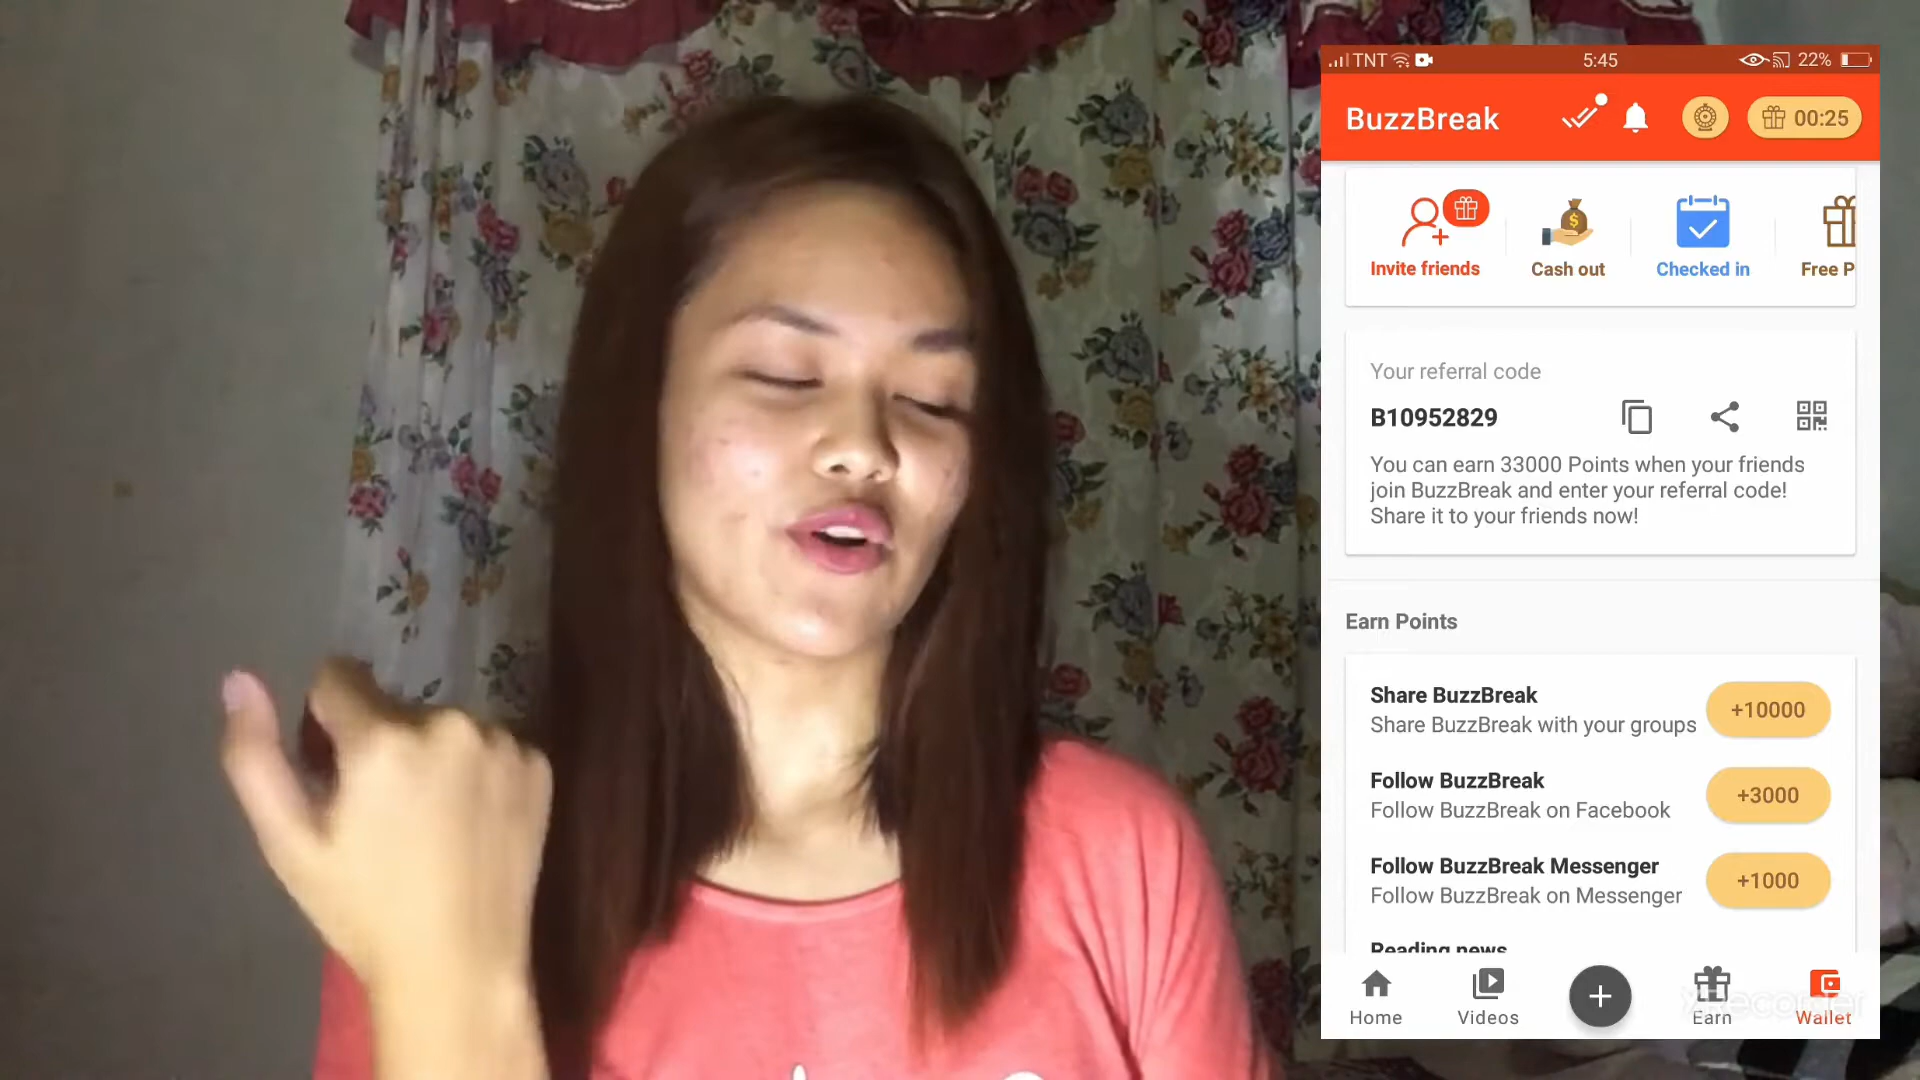 TNT 5:45 22%
BuzzBreak 00:25
Invite friends Cash out Checked in Free P
Your referral code
B10952829
You can earn 33000 Points when your friends
join BuzzBreak and enter your referral code!
Share it to your friends now!
Earn Points
Share BuzzBreak
Share BuzzBreak with your groups
+10000
Follow BuzzBreak
Follow BuzzBreak on Facebook
+3000
Follow BuzzBreak Messenger
Follow BuzzBreak on Messenger
+1000
Reading news
Home Videos Earn Wallet
XRecorder